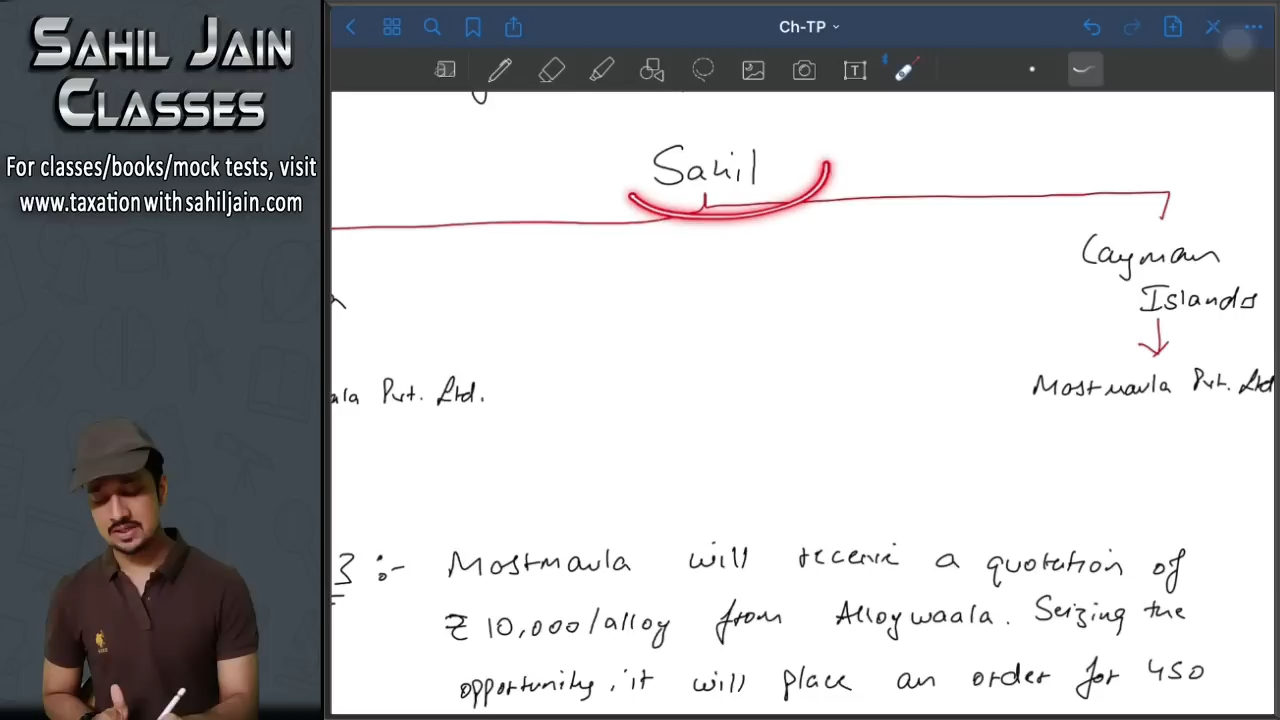 SAHIL JAIN
CLASSES
For classes/books/mock tests, visit
www.taxationwithsahiljain.com
Ch-TP
Sahil
Cayman
Islands
Mostmaula Pvt. Ltd
ala Pvt. Ltd.
3 :- Mostmaula will receive a quotation of
₹ 10,000/alloy from Alloywaala. Seizing the
opportunity, it will place an order for 450